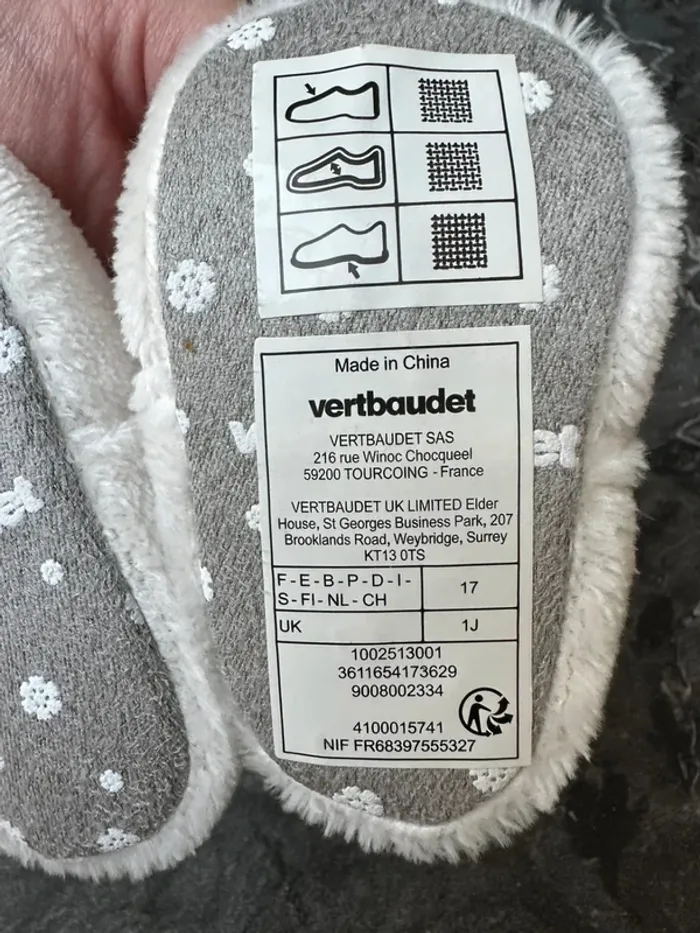 Made in China
vertbaudet
VERTBAUDET SAS
216 rue Winoc Chocqueel
59200 TOURCOING - France
VERTBAUDET UK LIMITED Elder
House, St Georges Business Park, 207
Brooklands Road, Weybridge, Surrey
KT13 0TS
F - E - B - P - D - I -
S - FI - NL - CH
17
UK
1J
1002513001
3611654173629
9008002334
4100015741
NIF FR68397555327